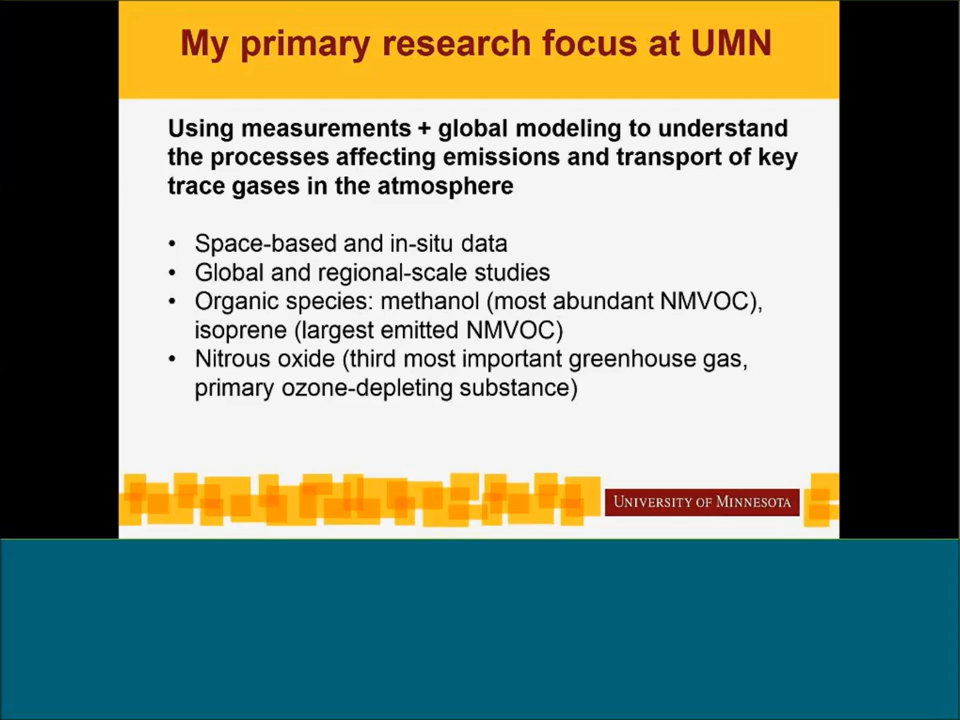 My primary research focus at UMN
Using measurements + global modeling to understand
the processes affecting emissions and transport of key
trace gases in the atmosphere
• Space-based and in-situ data
• Global and regional-scale studies
• Organic species: methanol (most abundant NMVOC),
isoprene (largest emitted NMVOC)
• Nitrous oxide (third most important greenhouse gas,
primary ozone-depleting substance)
UNIVERSITY OF MINNESOTA